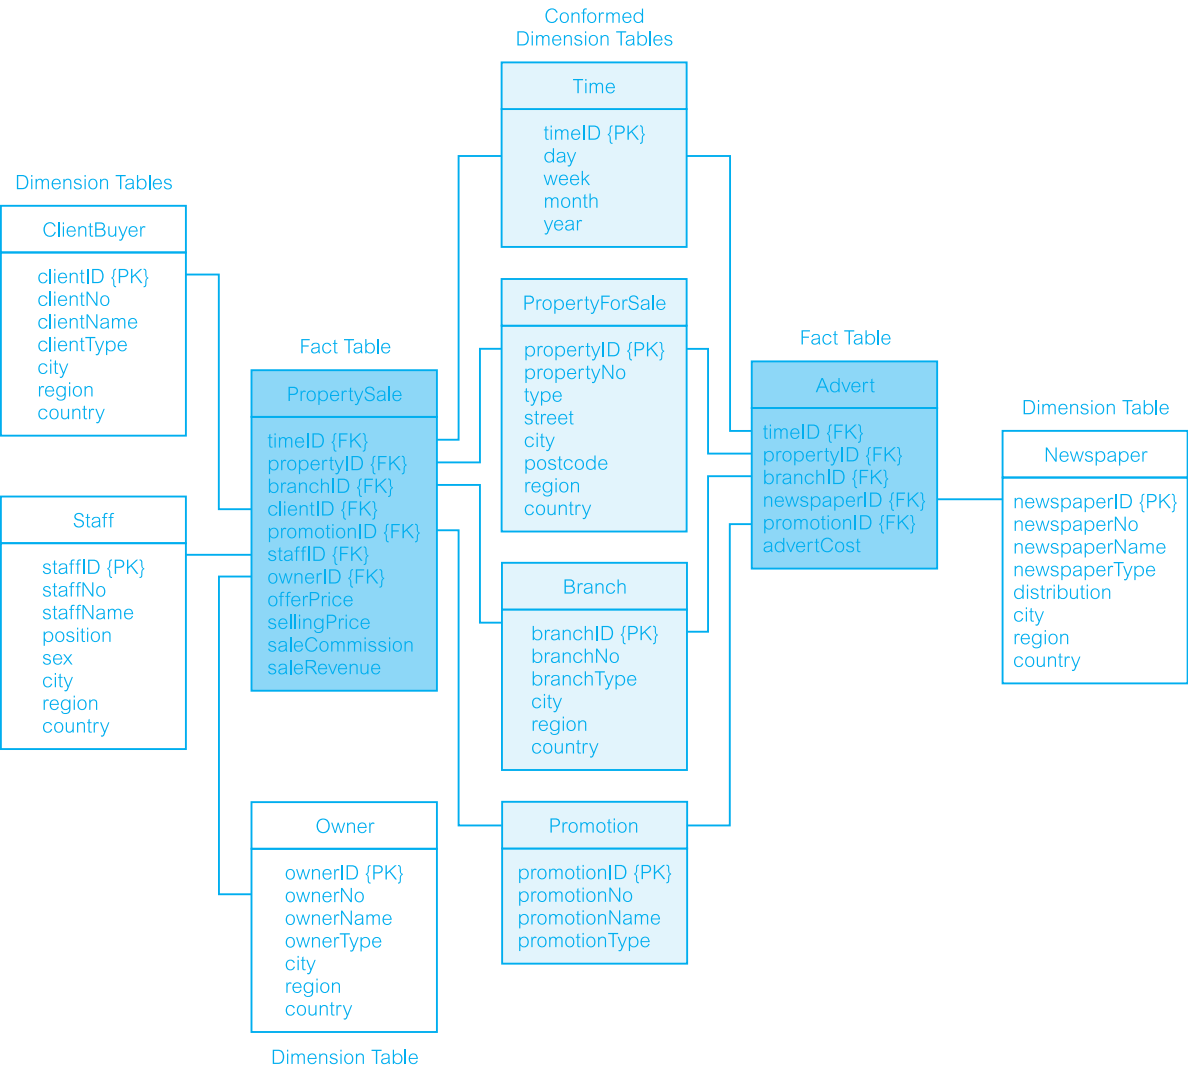 Conformed
Dimension Tables
Time
timeID {PK}
day
week
month
year
Dimension Tables
ClientBuyer
clientID {PK}
clientNo
clientName
clientType
city
region
country
PropertyForSale
propertyID {PK}
propertyNo
type
street
city
postcode
region
country
Fact Table
PropertySale
timeID {FK}
propertyID {FK}
branchID {FK}
clientID {FK}
promotionID {FK}
staffID {FK}
ownerID {FK}
offerPrice
sellingPrice
saleCommission
saleRevenue
Fact Table
Advert
timeID {FK}
propertyID {FK}
branchID {FK}
newspaperID {FK}
promotionID {FK}
advertCost
Dimension Table
Newspaper
newspaperID {PK}
newspaperNo
newspaperName
newspaperType
distribution
city
region
country
Staff
staffID {PK}
staffNo
staffName
position
sex
city
region
country
Branch
branchID {PK}
branchNo
branchType
city
region
country
Owner
ownerID {PK}
ownerNo
ownerName
ownerType
city
region
country
Dimension Table
Promotion
promotionID {PK}
promotionNo
promotionName
promotionType